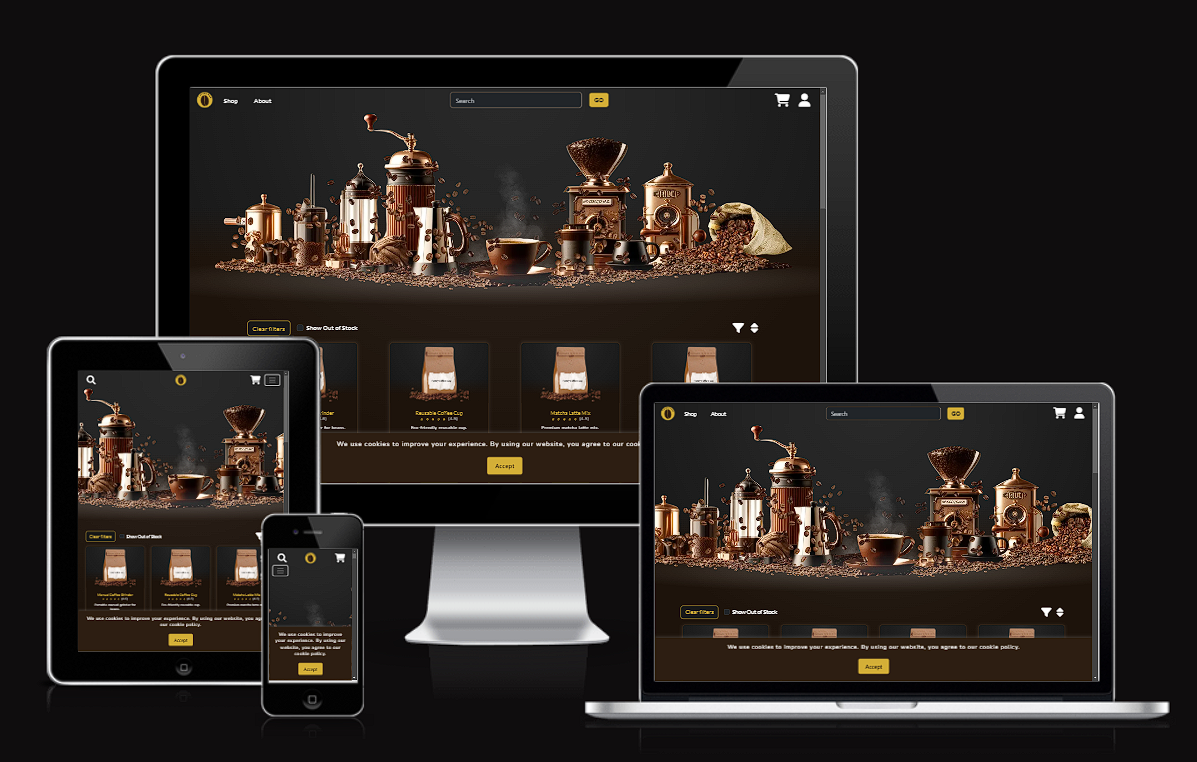 Shop About Search GO
Clear filters Show Out of Stock
Grinder Reusable Coffee Cup Matcha Latte Mix
for beans. Eco-friendly reusable cup. Premium matcha latte mix.
We use cookies to improve your experience. By using our website, you agree to our cook
Accept
Clear filters Show Out of Stock
Manual Coffee Grinder Reusable Coffee Cup Matcha Latte Mix
We use cookies to improve your experience. By using our website, you agree to our
cookie policy.
Accept
We use cookies to improve
your experience. By using our
website, you agree to our
cookie policy.
Accept
Shop About Search GO
Clear filters Show Out of Stock
We use cookies to improve your experience. By using our website, you agree to our cookie policy.
Accept